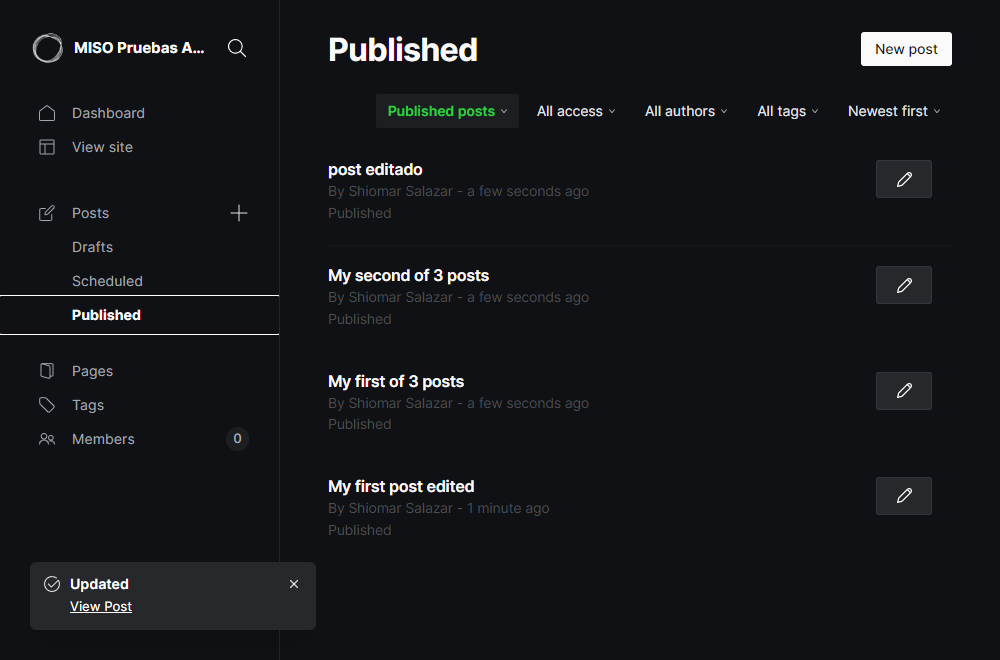 MISO Pruebas A...
Dashboard
View site
Posts
Drafts
Scheduled
Published
Pages
Tags
Members
0
Updated
View Post
Published
New post
Published posts
All access
All authors
All tags
Newest first
post editado
By Shiomar Salazar - a few seconds ago
Published
My second of 3 posts
By Shiomar Salazar - a few seconds ago
Published
My first of 3 posts
By Shiomar Salazar - a few seconds ago
Published
My first post edited
By Shiomar Salazar - 1 minute ago
Published